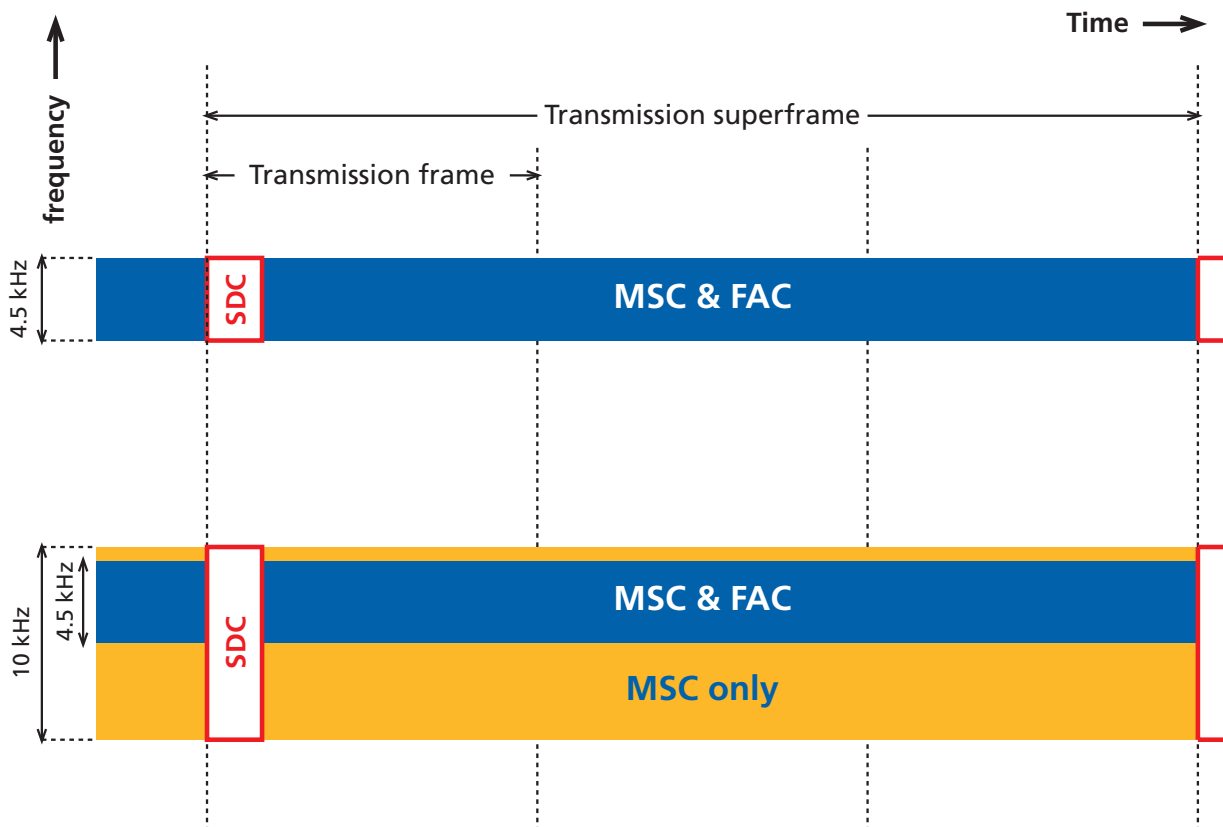 Time
frequency
Transmission superframe
Transmission frame
4.5 kHz
SDC
MSC & FAC
10 kHz
4.5 kHz
SDC
MSC & FAC
MSC only